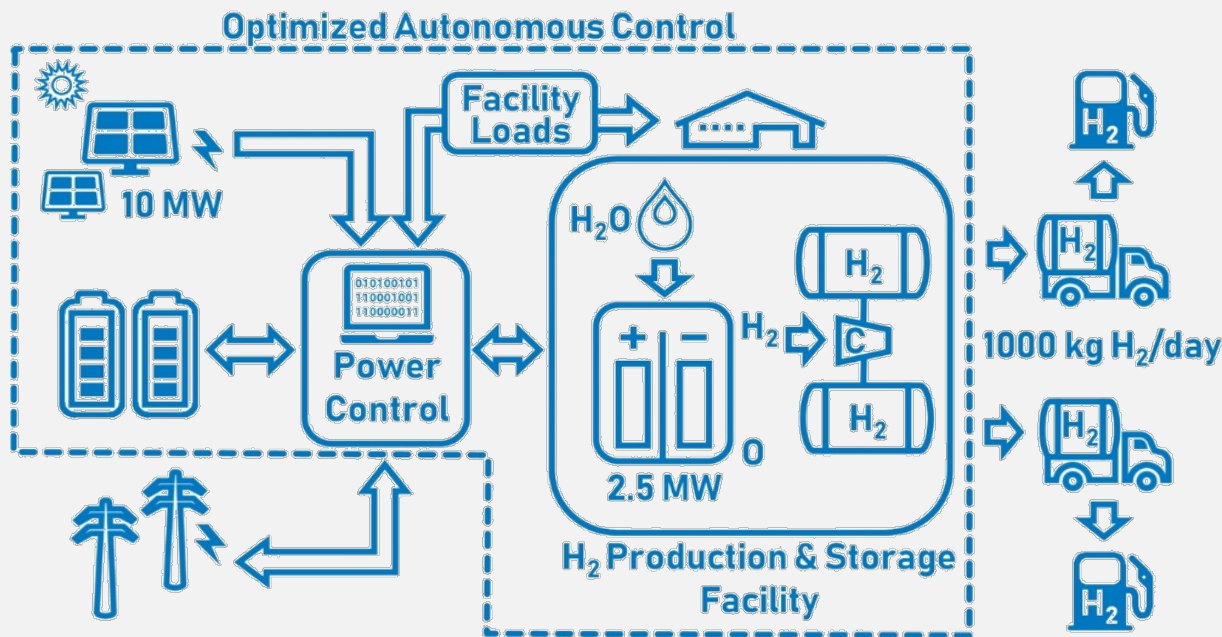 Optimized Autonomous Control
Facility
Loads
10 MW
010100101
110001001
110000011
Power
Control
H₂O
+ −
H₂
O
2.5 MW
H₂
C
H₂
H₂ Production & Storage
Facility
H₂
H₂
1000 kg H₂/day
H₂
H₂